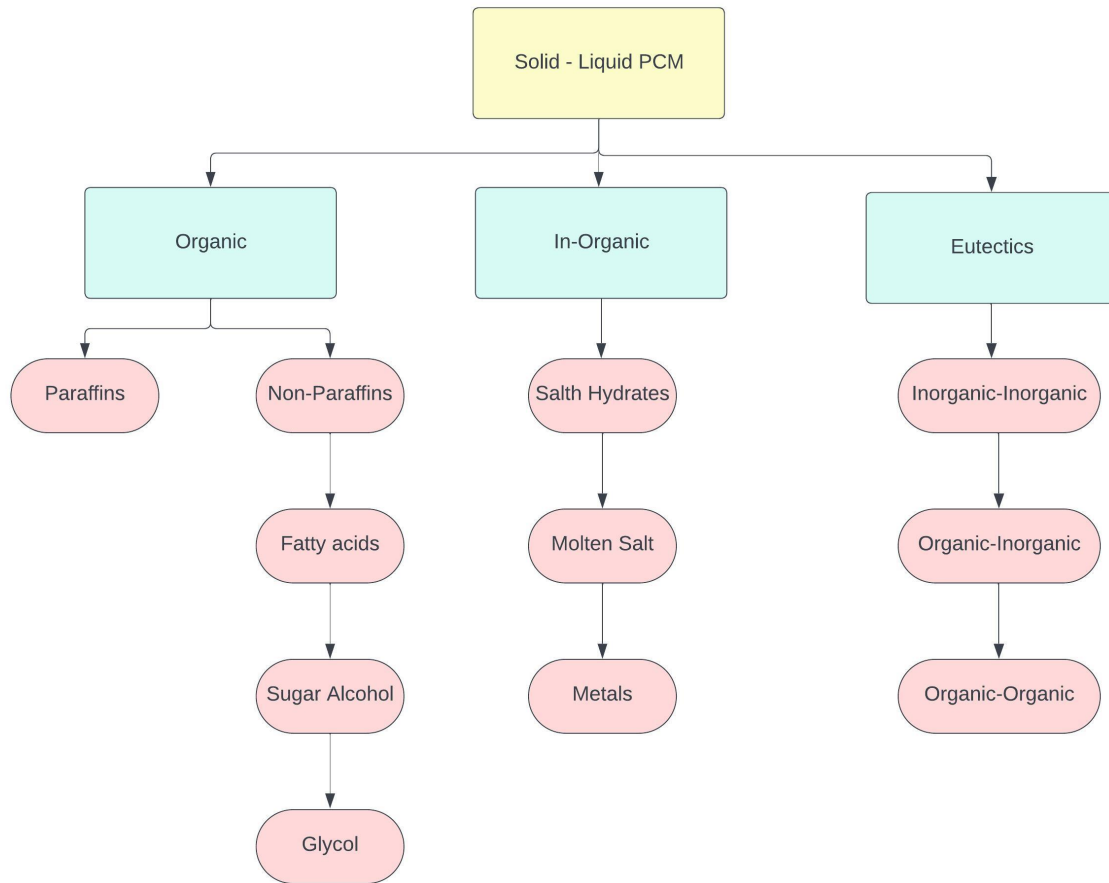 Solid - Liquid PCM
Organic
In-Organic
Eutectics
Paraffins
Non-Paraffins
Salth Hydrates
Inorganic-Inorganic
Fatty acids
Molten Salt
Organic-Inorganic
Sugar Alcohol
Metals
Organic-Organic
Glycol